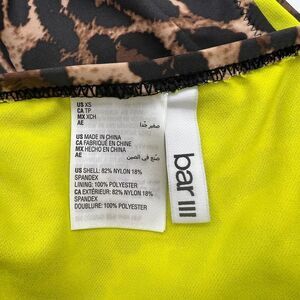 US XS
CA TP
MX XCH
AE صغير جدًا
US MADE IN CHINA
CA FABRIQUÉ EN CHINE
MX HECHO EN CHINA
AE صُنع في الصين
US SHELL: 82% NYLON 18%
SPANDEX
LINING: 100% POLYESTER
CA EXTÉRIEUR: 82% NYLON 18%
SPANDEX
DOUBLURE: 100% POLYESTER
bar III